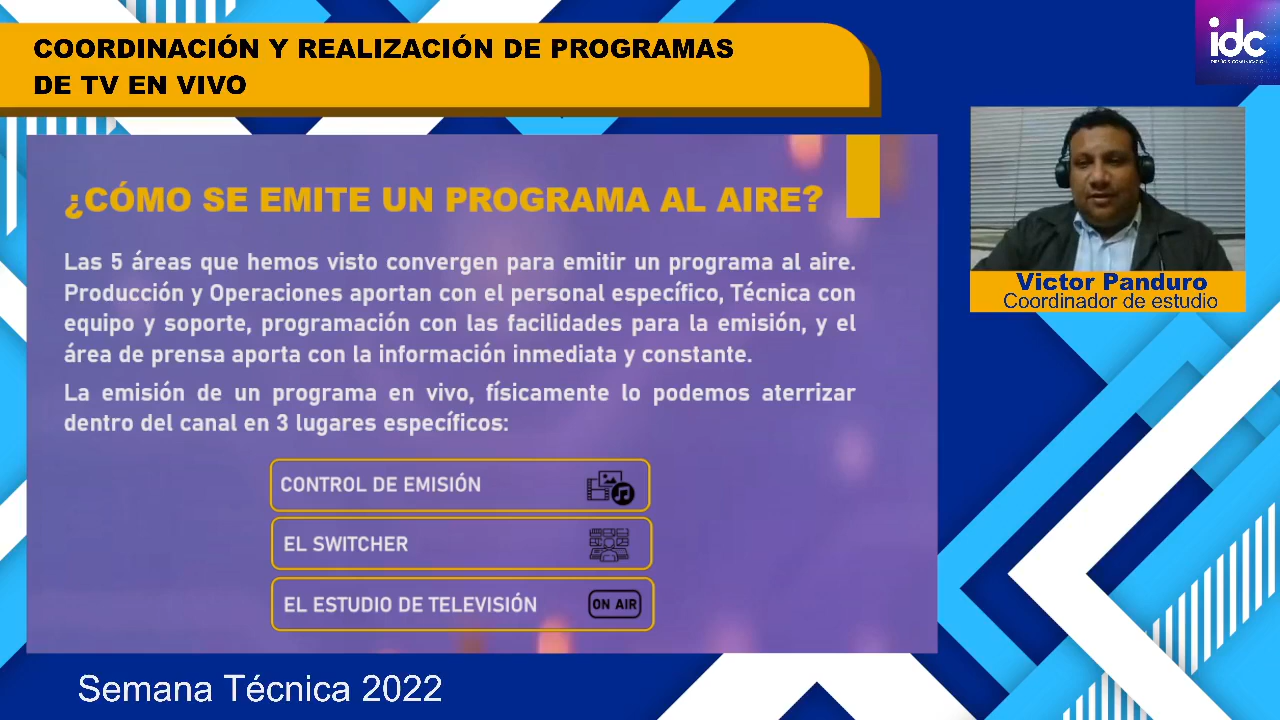 COORDINACIÓN Y REALIZACIÓN DE PROGRAMAS
DE TV EN VIVO
idc
¿CÓMO SE EMITE UN PROGRAMA AL AIRE?
Las 5 áreas que hemos visto convergen para emitir un programa al aire.
Producción y Operaciones aportan con el personal específico, Técnica con
equipo y soporte, programación con las facilidades para la emisión, y el
área de prensa aporta con la información inmediata y constante.
La emisión de un programa en vivo, físicamente lo podemos aterrizar
dentro del canal en 3 lugares específicos:
CONTROL DE EMISIÓN
EL SWITCHER
EL ESTUDIO DE TELEVISIÓN
ON AIR
Victor Panduro
Coordinador de estudio
Semana Técnica 2022